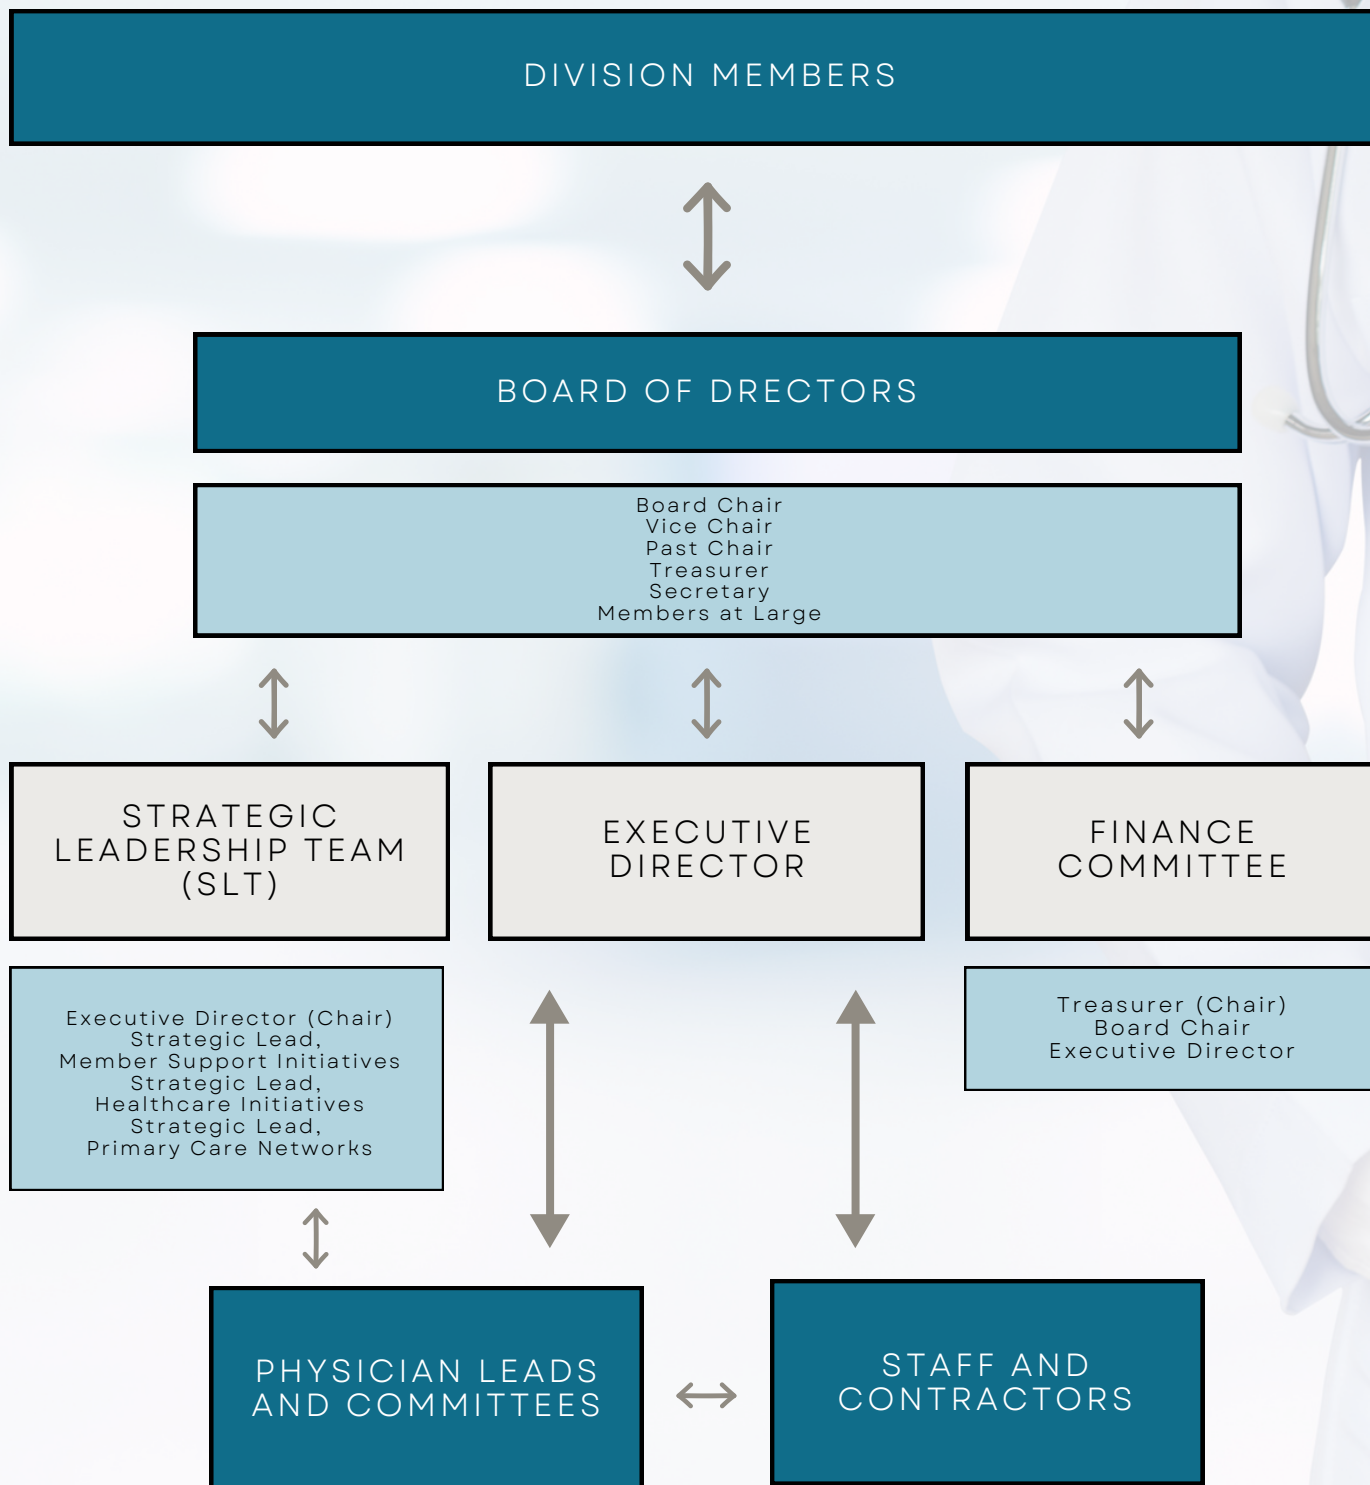 DIVISION MEMBERS
BOARD OF DRECTORS
Board Chair
Vice Chair
Past Chair
Treasurer
Secretary
Members at Large
STRATEGIC
LEADERSHIP TEAM
(SLT)
EXECUTIVE
DIRECTOR
FINANCE
COMMITTEE
Executive Director (Chair)
Strategic Lead,
Member Support Initiatives
Strategic Lead,
Healthcare Initiatives
Strategic Lead,
Primary Care Networks
Treasurer (Chair)
Board Chair
Executive Director
PHYSICIAN LEADS
AND COMMITTEES
STAFF AND
CONTRACTORS